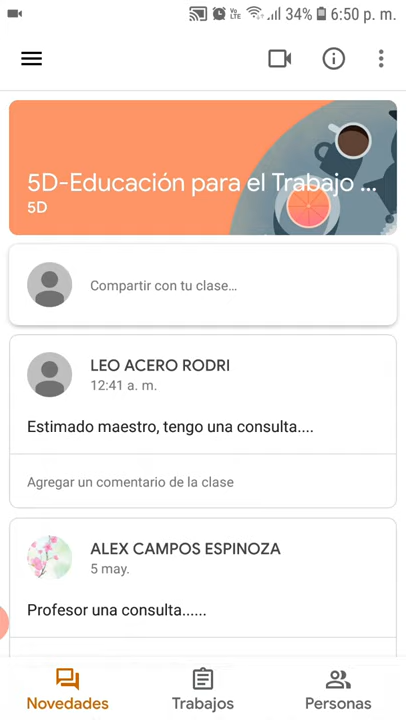 Vo LTE 34% 6:50 p. m.
5D-Educación para el Trabajo ...
5D
Compartir con tu clase...
LEO ACERO RODRI
12:41 a. m.
Estimado maestro, tengo una consulta....
Agregar un comentario de la clase
ALEX CAMPOS ESPINOZA
5 may.
Profesor una consulta......
Novedades Trabajos Personas